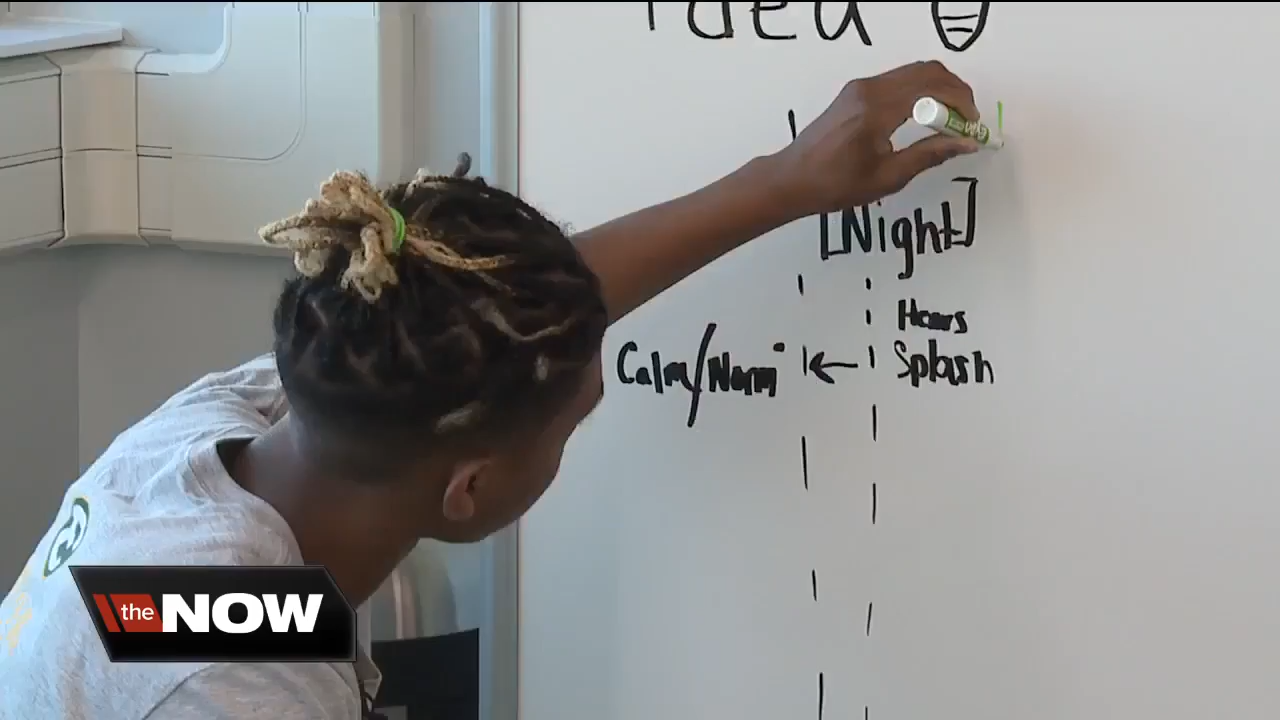 idea
[Night]
Hears
Calm/Norm Splash
the NOW